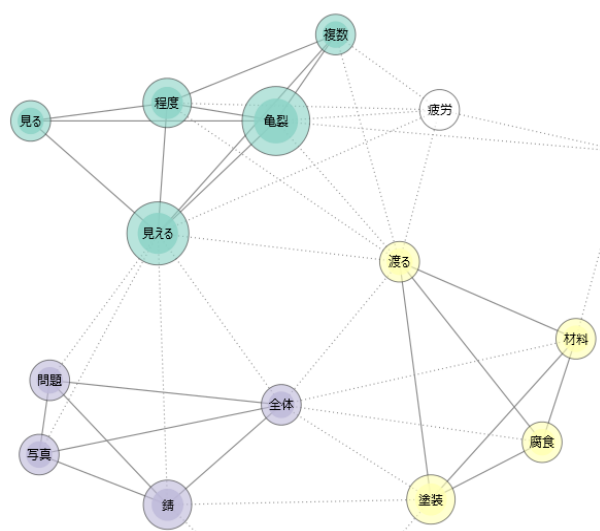 複数
程度
疲労
見る
亀裂
見える
渡る
材料
問題
全体
腐食
写真
塗装
錆